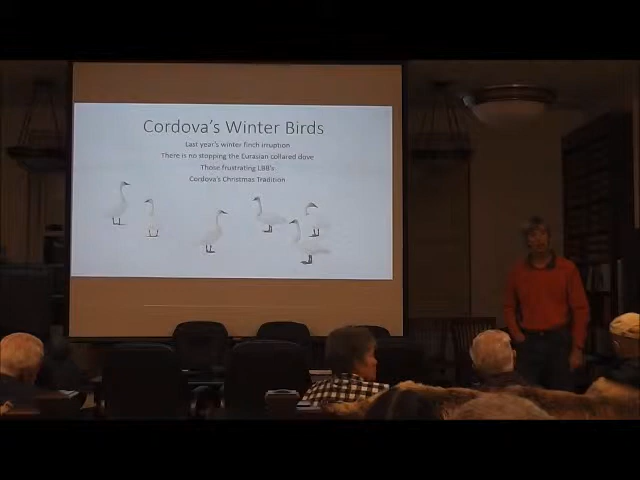 Cordova's Winter Birds
Last year's winter finch irruption
There is no stopping the Eurasian collared dove
Those frustrating LBB's
Cordova's Christmas Tradition